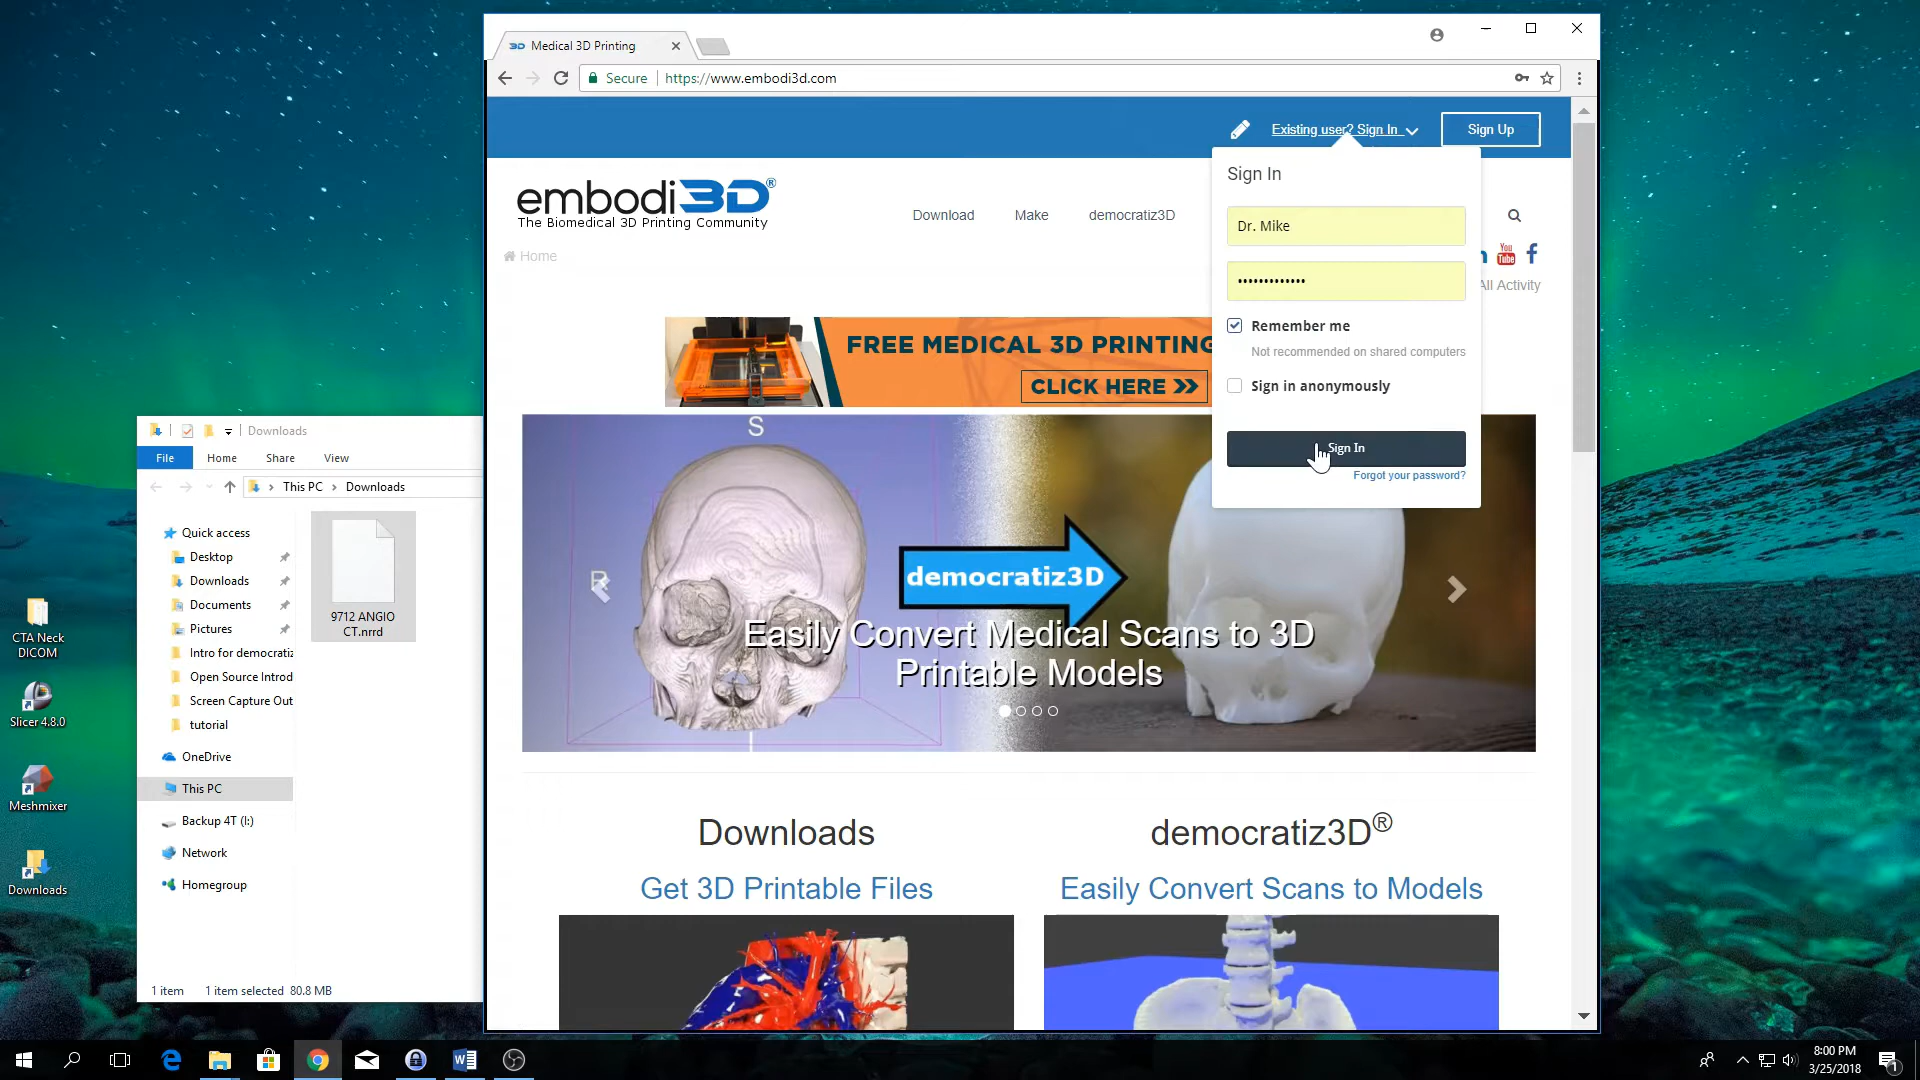 3D Medical 3D Printing
Secure https://www.embodi3d.com
Existing user? Sign In
Sign Up
embodi3D®
The Biomedical 3D Printing Community
Download Make democratiz3D
Home
Sign In
Dr. Mike
•••••••••••••
Remember me
Not recommended on shared computers
Sign in anonymously
Sign In
Forgot your password?
You
Tube
All Activity
FREE MEDICAL 3D PRINTING
CLICK HERE >>
S
R
democratiz3D
Easily Convert Medical Scans to 3D
Printable Models
Downloads
Get 3D Printable Files
democratiz3D®
Easily Convert Scans to Models
Downloads
File Home Share View
This PC > Downloads
Quick access
Desktop
Downloads
Documents
Pictures
Intro for democratiz
Open Source Introd
Screen Capture Out
tutorial
OneDrive
This PC
Backup 4T (I:)
Network
Homegroup
9712 ANGIO
CT.nrrd
1 item 1 item selected 80.8 MB
CTA Neck
DICOM
Slicer 4.8.0
Meshmixer
Downloads
8:00 PM
3/25/2018
1